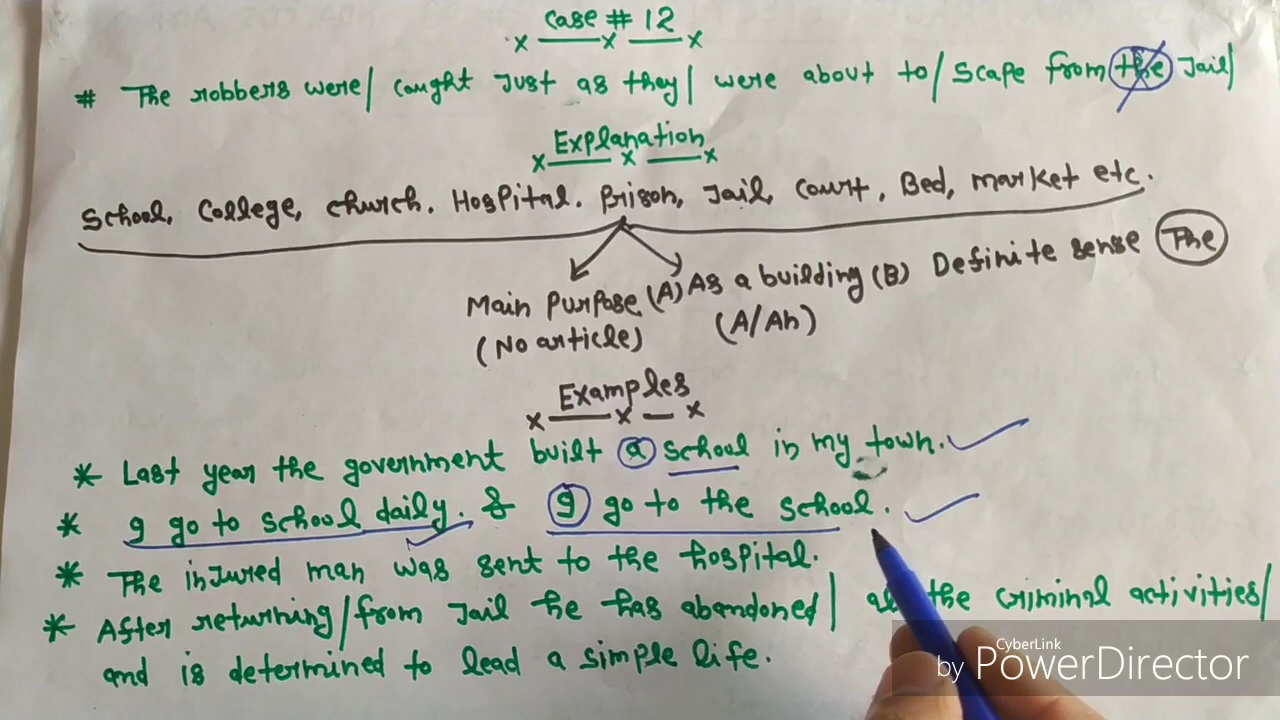 Case # 12
# The robbers were/ caught Just as they/ were about to/ scape from the Jail/
Explanation
School, College, church. Hospital. Prison, Jail, Court, Bed, market etc.
Main purpose (A) As a building (B) Definite sense The
(No article) (A/An)
Examples
* Last year the government built a school in my town.
* I go to school daily. & I go to the school.
* The injured man was sent to the hospital.
* After returning/from Jail he has abandoned/ the criminal activities/
and is determined to lead a simple life.
CyberLink
by PowerDirector